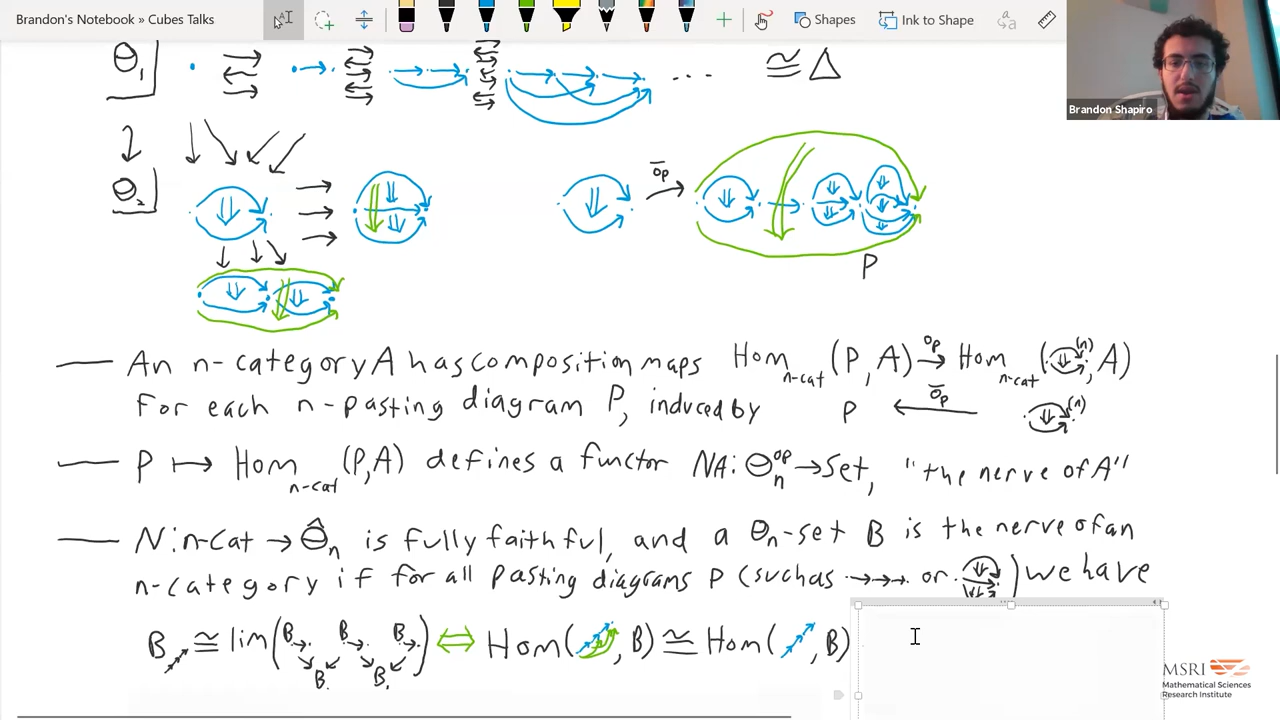 Brandon's Notebook » Cubes Talks
Shapes
Ink to Shape
Brandon Shapiro
Θ₁
≅ Δ
Θ₂
o̅p
P
— An n-category A has composition maps Hom n-cat (P, A) op → Hom n-cat ( (n), A)
For each n-pasting diagram P, induced by P ← o̅p (n)
— P ↦ Hom n-cat (P,A) defines a functor NA: Θₙᵒᵖ → Set, "the nerve of A"
— N: n-Cat → Θ̂ₙ is fully faithful, and a Θₙ-set B is the nerve of an
n-category if for all pasting diagrams P (such as →→→ or ) we have
B ≅ lim( B B B B B ) ⇔ Hom( , B) ≅ Hom( , B)
MSRI
Mathematical Sciences
Research Institute